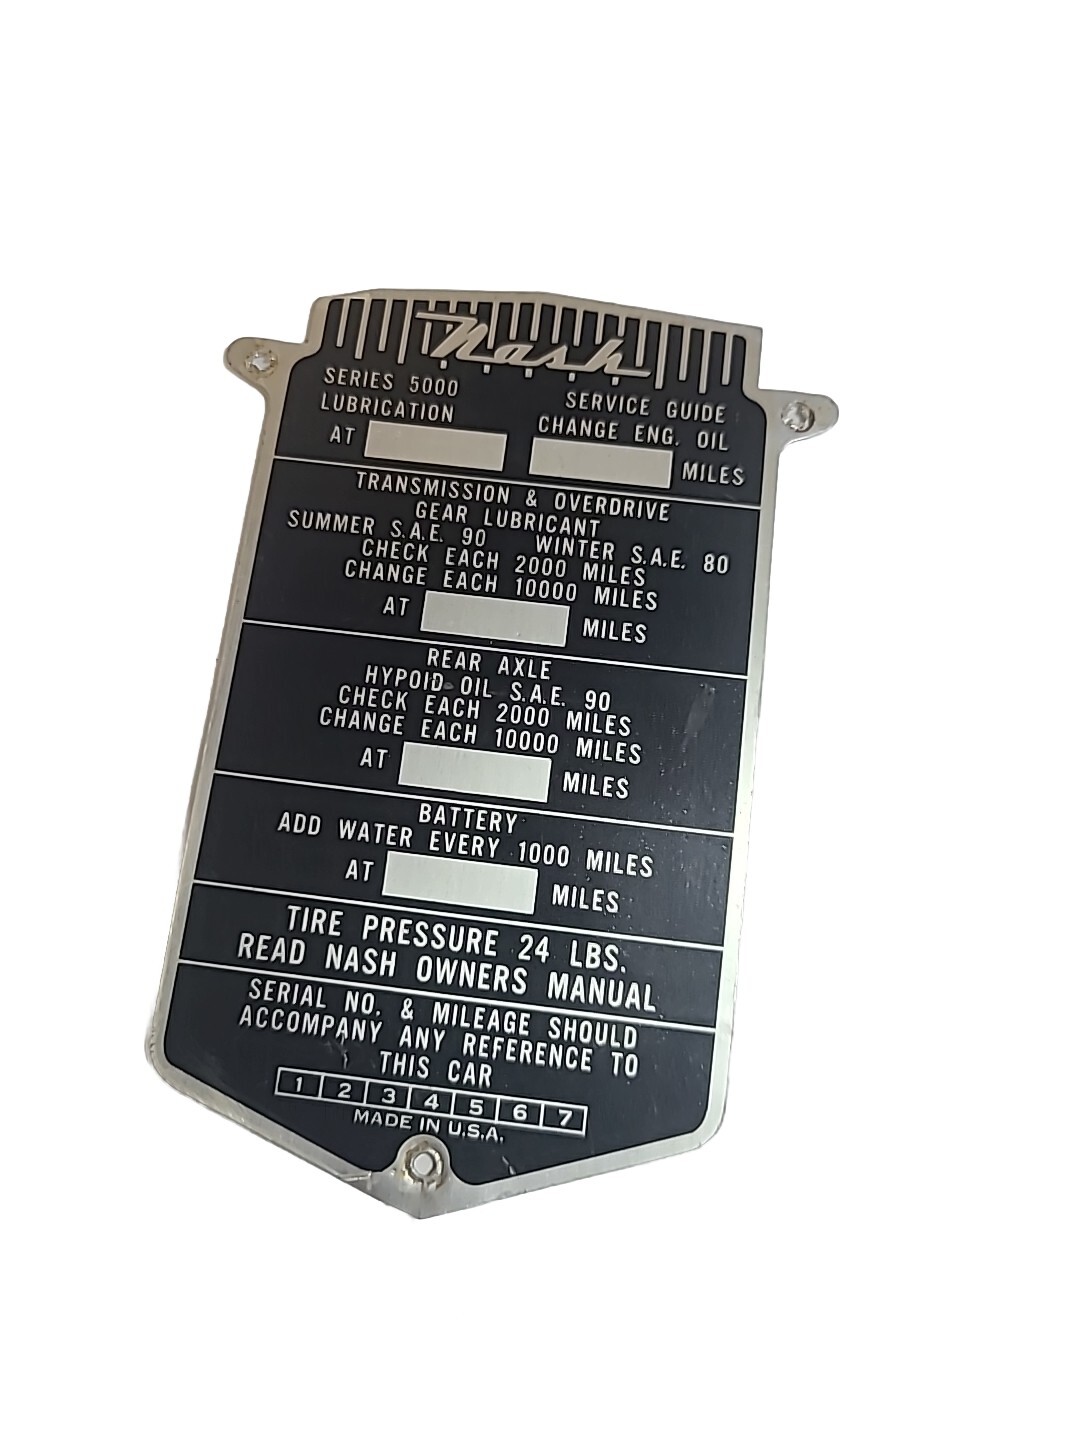 Nash
SERIES 5000 SERVICE GUIDE
LUBRICATION CHANGE ENG. OIL
AT MILES
TRANSMISSION & OVERDRIVE
GEAR LUBRICANT
SUMMER S.A.E. 90 WINTER S.A.E. 80
CHECK EACH 2000 MILES
CHANGE EACH 10000 MILES
AT MILES
REAR AXLE
HYPOID OIL S.A.E. 90
CHECK EACH 2000 MILES
CHANGE EACH 10000 MILES
AT MILES
BATTERY
ADD WATER EVERY 1000 MILES
AT MILES
TIRE PRESSURE 24 LBS.
READ NASH OWNERS MANUAL
SERIAL NO. & MILEAGE SHOULD
ACCOMPANY ANY REFERENCE TO
THIS CAR
1 2 3 4 5 6 7
MADE IN U.S.A.